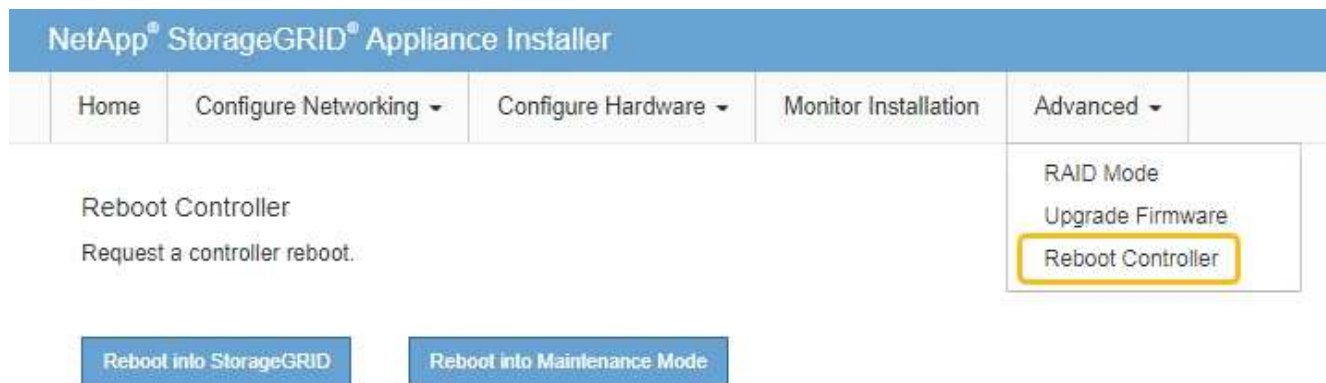 NetApp® StorageGRID® Appliance Installer
Home Configure Networking Configure Hardware Monitor Installation Advanced
RAID Mode
Upgrade Firmware
Reboot Controller
Reboot Controller
Request a controller reboot.
Reboot into StorageGRID Reboot into Maintenance Mode